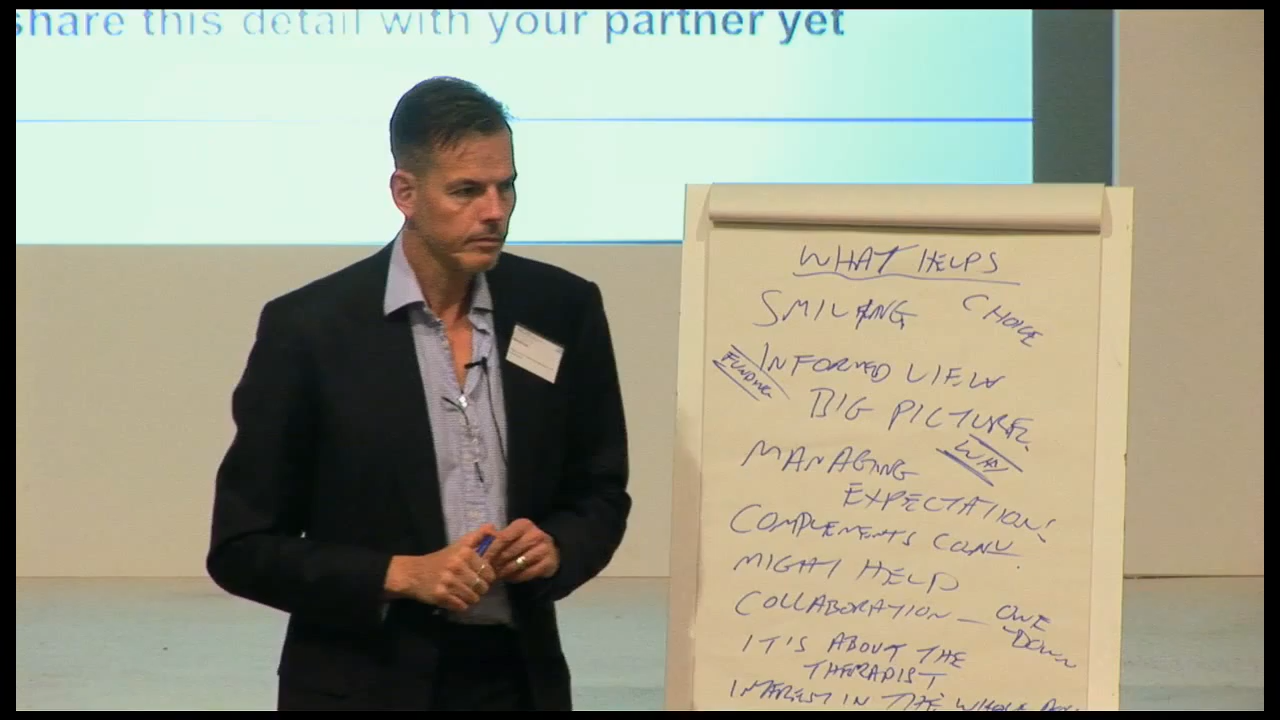 share this detail with your partner yet
WHAT HELPS
SMILING CHOICE
FUNDING INFORMED VIEW
BIG PICTURE
WHY
MANAGING
EXPECTATION!
COMPLEMENTS CONV
MIGHT HELP
COLLABORATION — ONE
DOWN
IT'S ABOUT THE
THERAPIST
INTEREST IN THE WHOLE